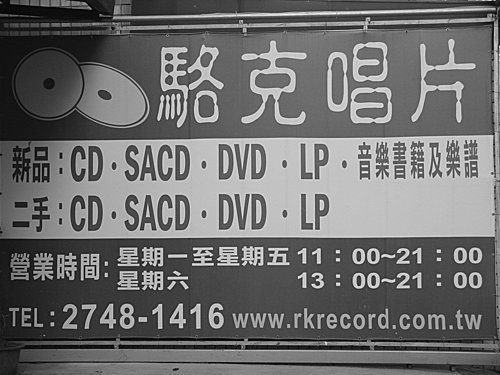 駱克唱片
新品：CD·SACD·DVD·LP·音樂書籍及樂譜
二手：CD·SACD·DVD·LP
營業時間：星期一至星期五 11：00~21：00
星期六 13：00~21：00
TEL：2748-1416 www.rkrecord.com.tw